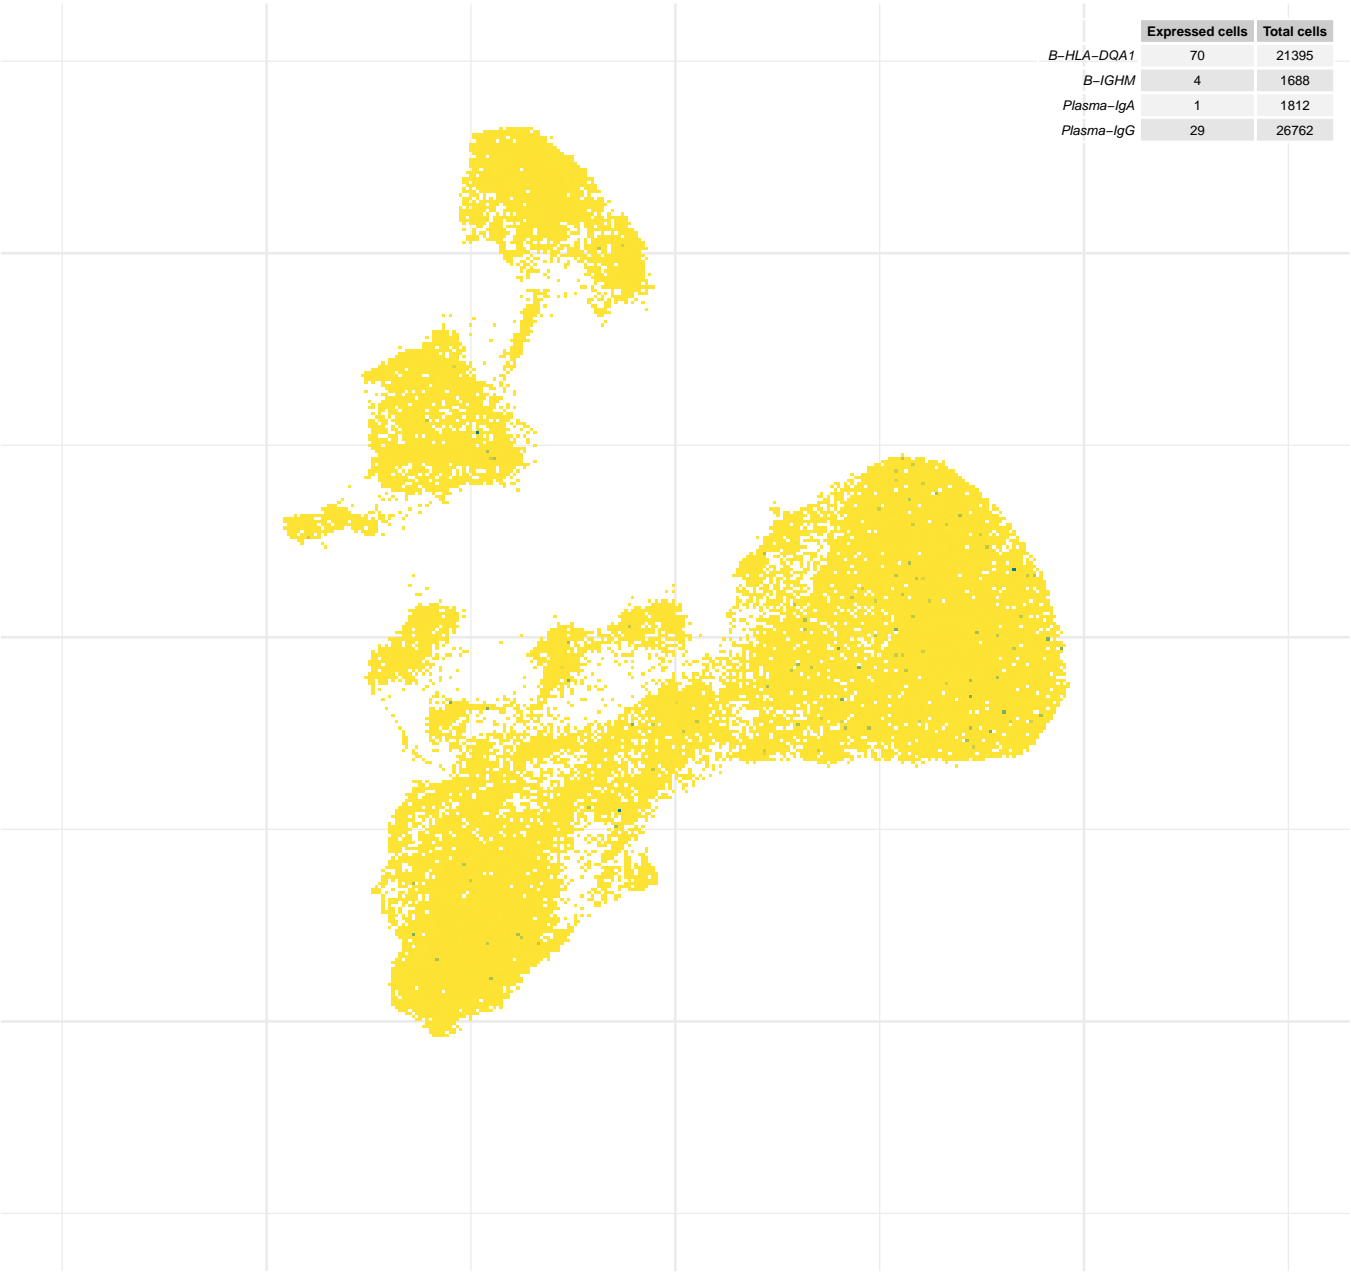 Expressed cells Total cells
B−HLA−DQA1 70 21395
B−IGHM 4 1688
Plasma−IgA 1 1812
Plasma−IgG 29 26762